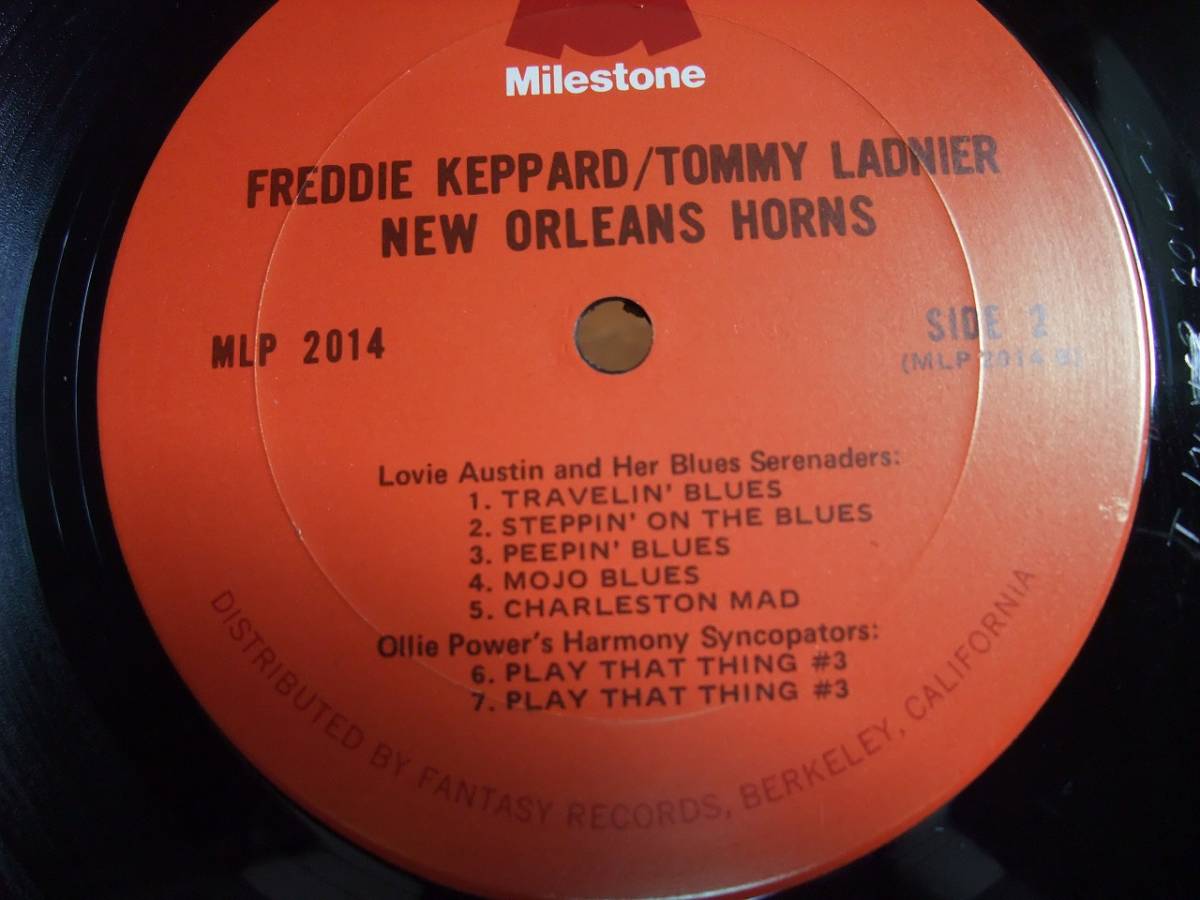 Milestone
FREDDIE KEPPARD/TOMMY LADNIER
NEW ORLEANS HORNS
MLP 2014
SIDE 2
(MLP 2014 B)
Lovie Austin and Her Blues Serenaders:
1. TRAVELIN' BLUES
2. STEPPIN' ON THE BLUES
3. PEEPIN' BLUES
4. MOJO BLUES
5. CHARLESTON MAD
Ollie Power's Harmony Syncopators:
6. PLAY THAT THING #3
7. PLAY THAT THING #3
DISTRIBUTED BY FANTASY RECORDS, BERKELEY, CALIFORNIA